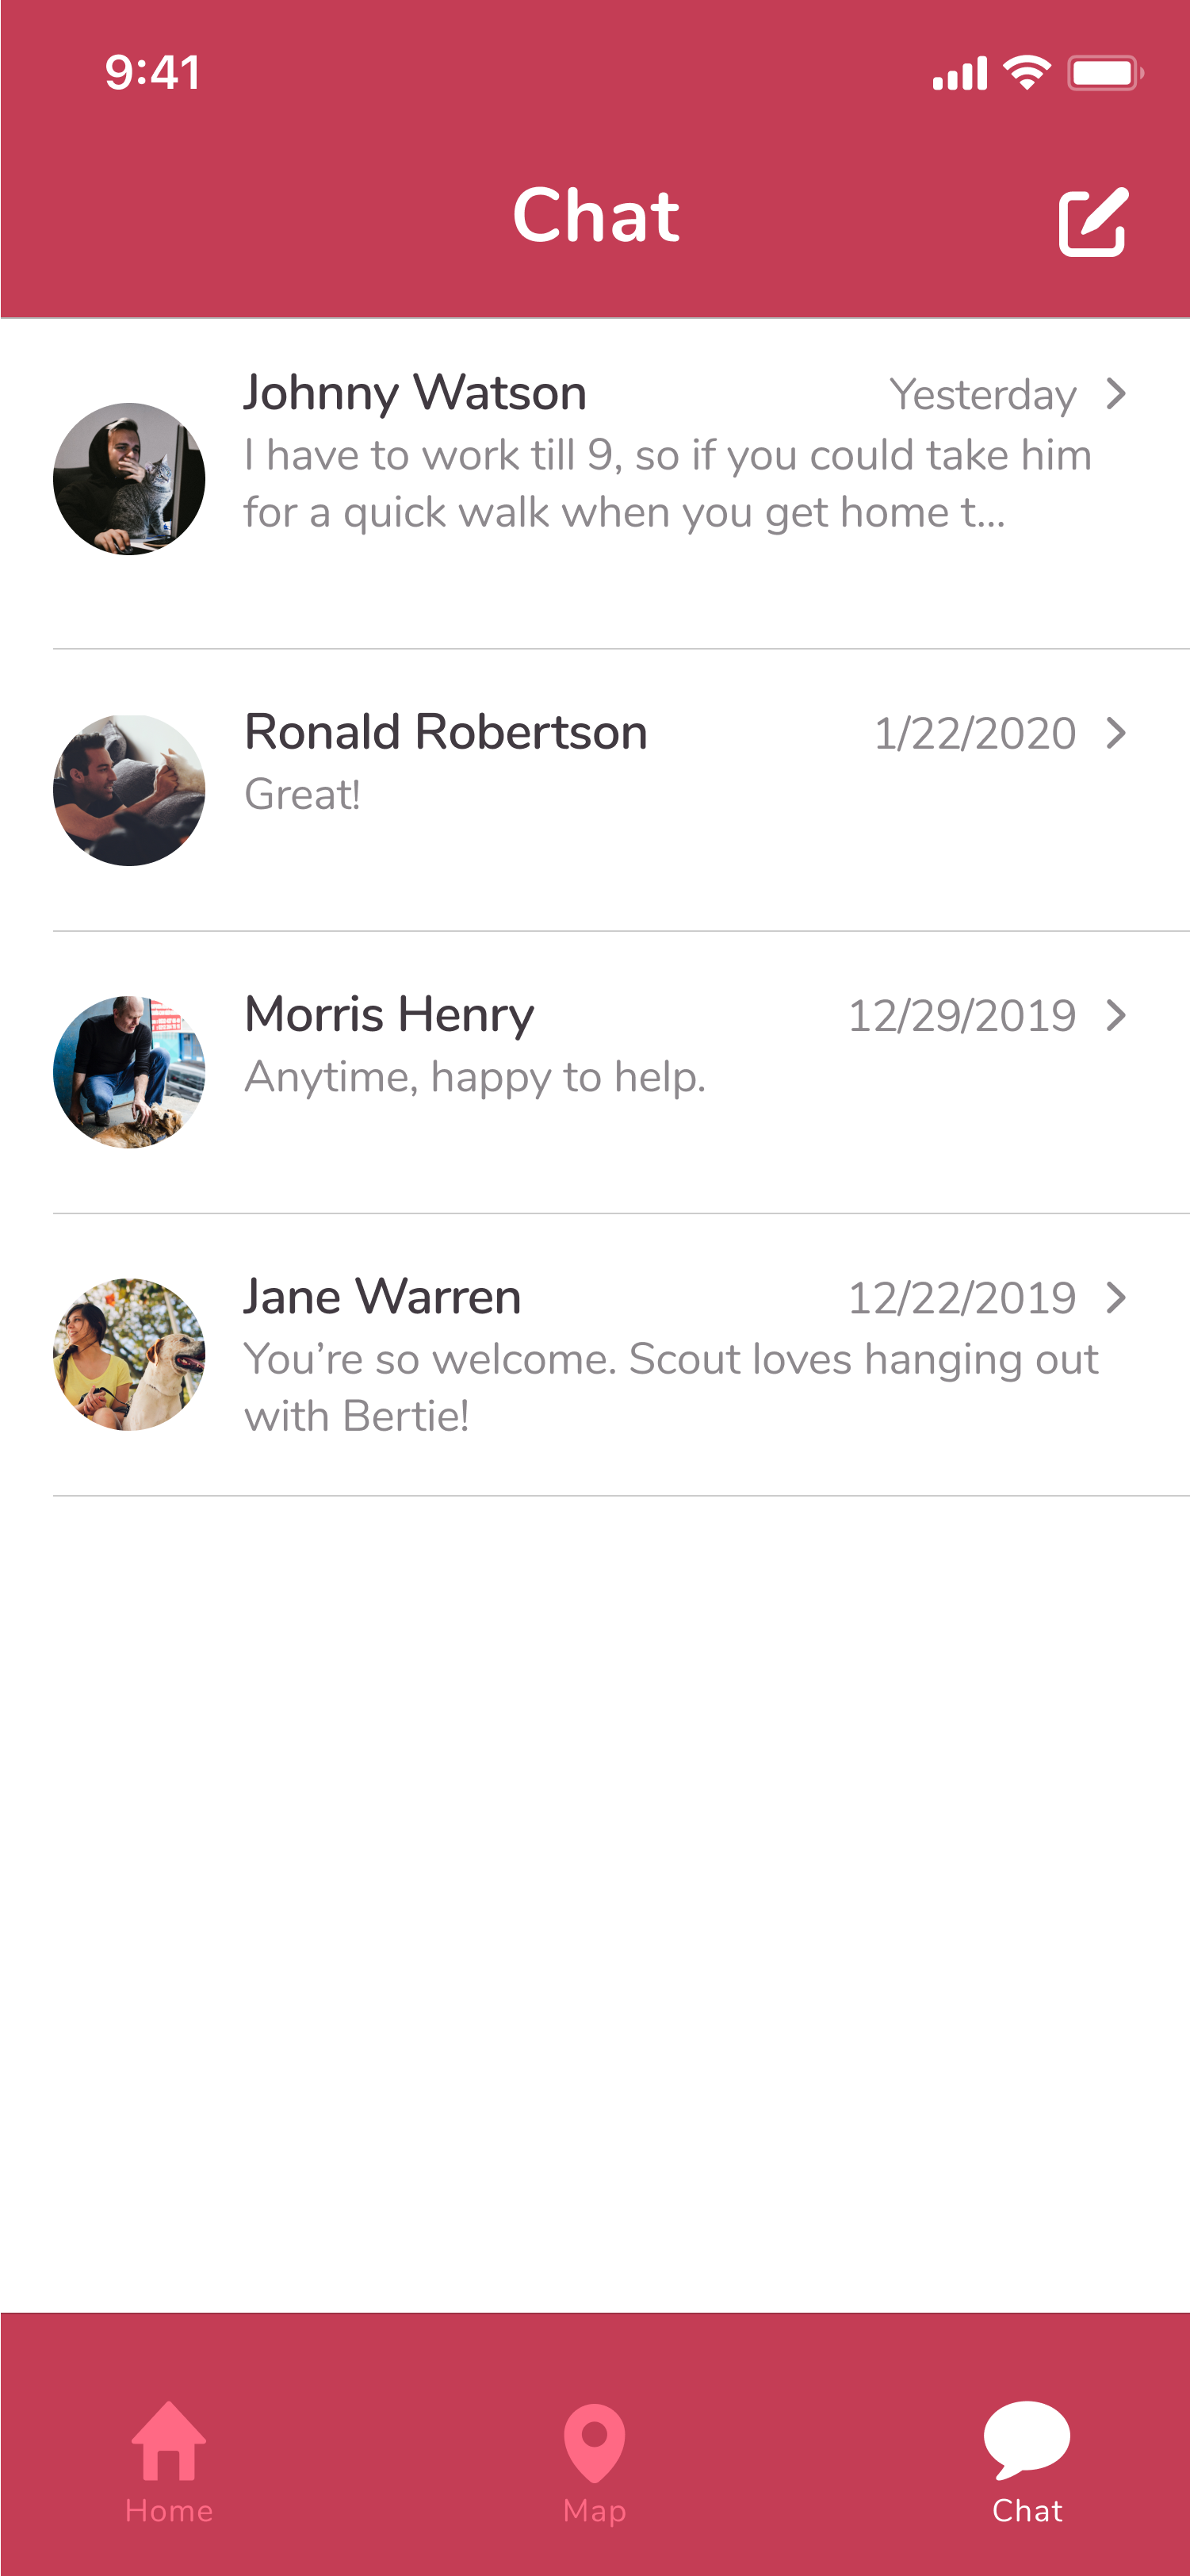 9:41
Chat
Johnny Watson
Yesterday
I have to work till 9, so if you could take him
for a quick walk when you get home t...
Ronald Robertson
1/22/2020
Great!
Morris Henry
12/29/2019
Anytime, happy to help.
Jane Warren
12/22/2019
You’re so welcome. Scout loves hanging out
with Bertie!
Home
Map
Chat